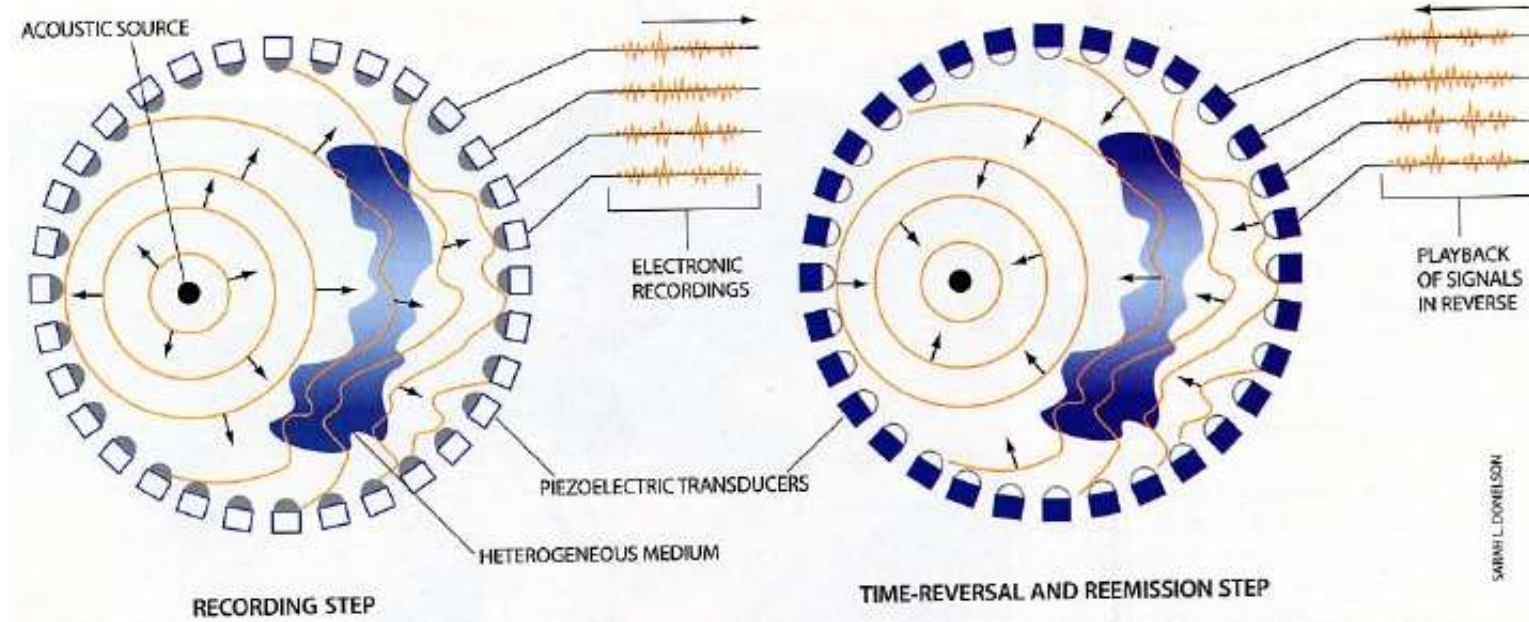 ACOUSTIC SOURCE
ELECTRONIC
RECORDINGS
PIEZOELECTRIC TRANSDUCERS
HETEROGENEOUS MEDIUM
RECORDING STEP
PLAYBACK
OF SIGNALS
IN REVERSE
TIME-REVERSAL AND REEMISSION STEP
SARAH L. DONELSON